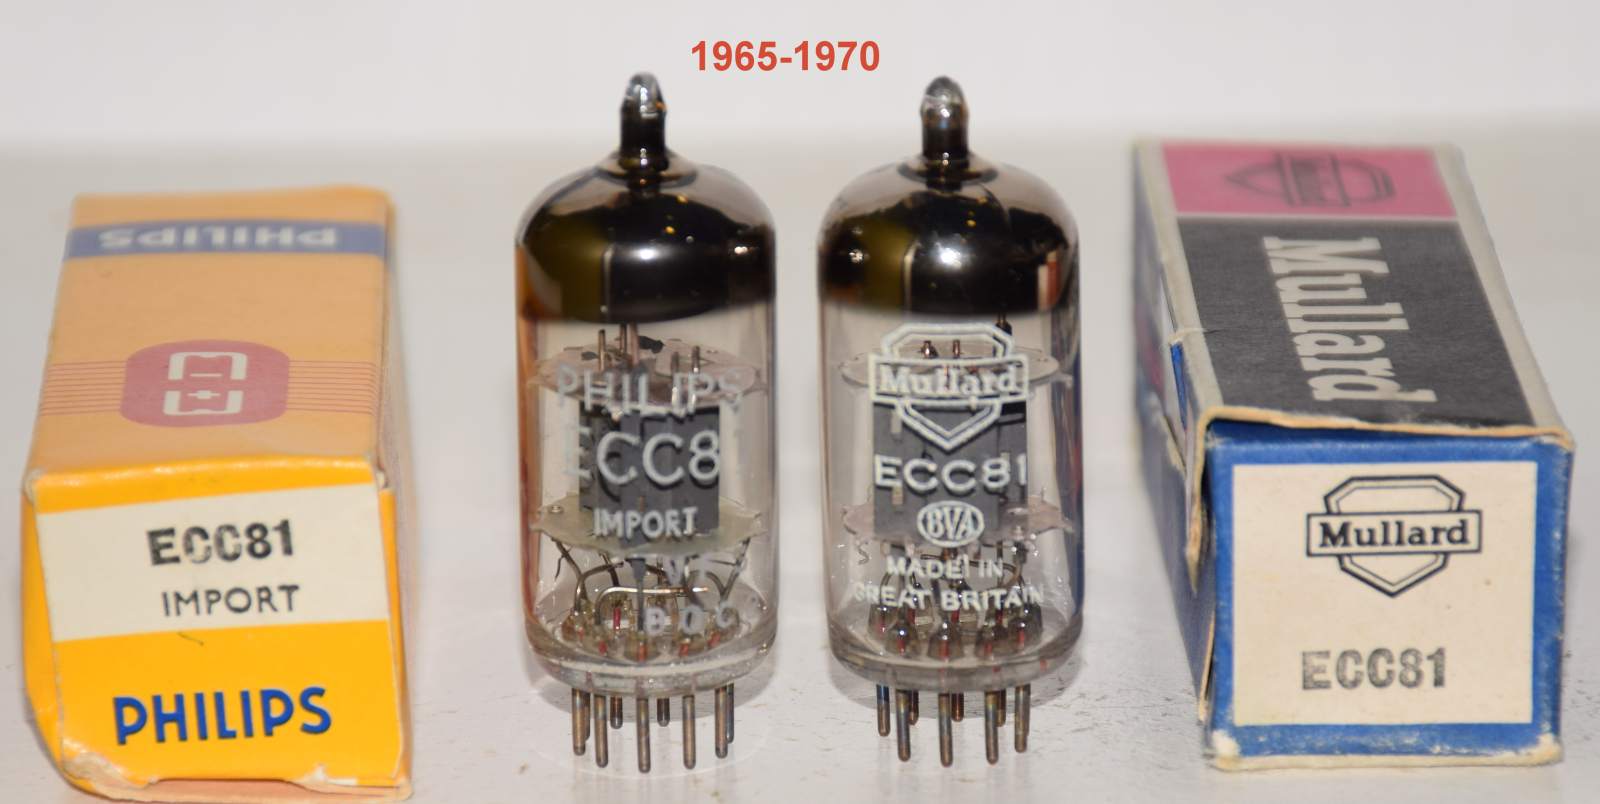 1965-1970
PHILIPS
ECC81
IMPORT
PHILIPS
PHILIPS
ECC8
IMPORT
Mullard
ECC81
BVA
MADE IN
GREAT BRITAIN
Mullard
Mullard
Mullard
ECC81